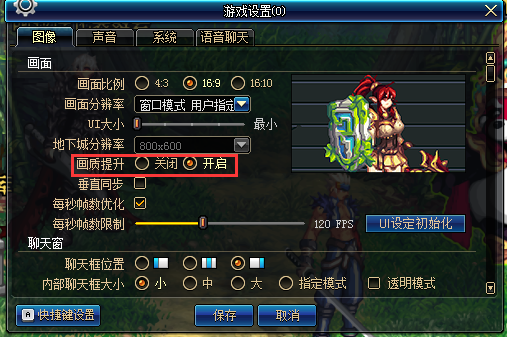 游戏设置(O)
图像 声音 系统 语音聊天
画面
画面比例 4:3 16:9 16:10
画面分辨率 窗口模式 用户指定
UI大小 最小
地下城分辨率 800x600
画质提升 关闭 开启
垂直同步
每秒帧数优化
每秒帧数限制 120 FPS UI设定初始化
聊天窗
聊天框位置
内部聊天框大小 小 中 大 指定模式 透明模式
A 快捷键设置 保存 取消